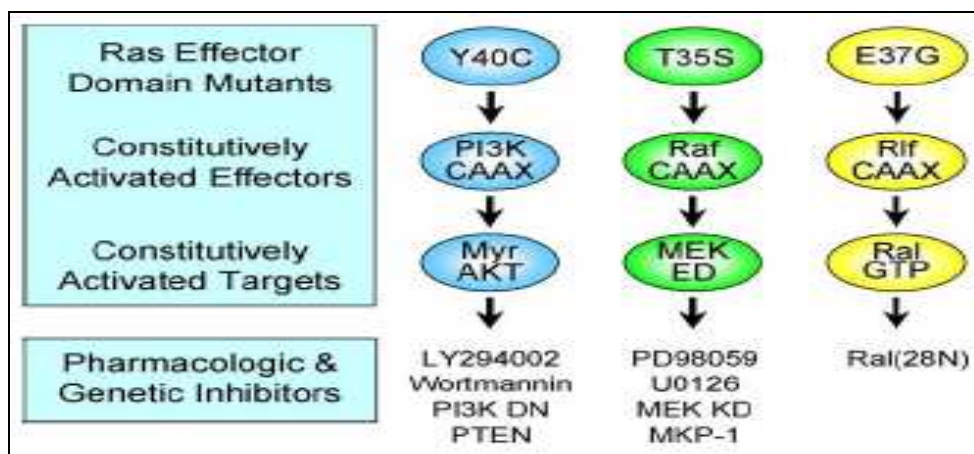 Ras Effector
Domain Mutants
Y40C
T35S
E37G
Constitutively
Activated Effectors
PI3K
CAAX
Raf
CAAX
Rlf
CAAX
Constitutively
Activated Targets
Myr
AKT
MEK
ED
Ral
GTP
Pharmacologic &
Genetic Inhibitors
LY294002
Wortmannin
PI3K DN
PTEN
PD98059
U0126
MEK KD
MKP-1
Ral(28N)